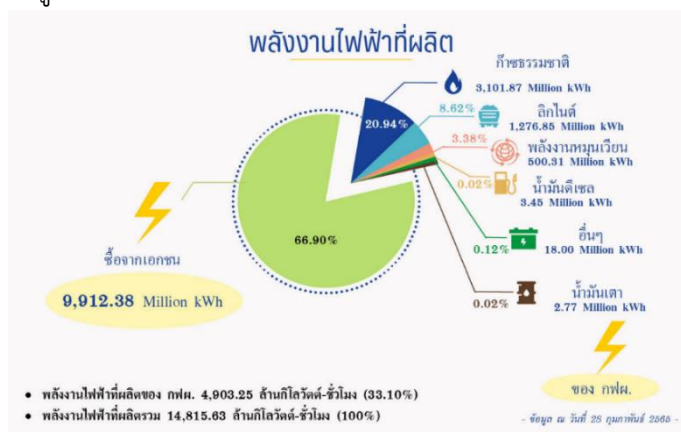 พลังงานไฟฟ้าที่ผลิต
ก๊าซธรรมชาติ
3,101.87 Million kWh
20.94%
8.62%
ลิกไนต์
1,276.85 Million kWh
3.38%
พลังงานหมุนเวียน
500.31 Million kWh
0.02%
น้ำมันดีเซล
3.45 Million kWh
66.90%
0.12%
อื่นๆ
18.00 Million kWh
ซื้อจากเอกชน
9,912.38 Million kWh
0.02%
น้ำมันเตา
2.77 Million kWh
ของ กฟผ.
• พลังงานไฟฟ้าที่ผลิตของ กฟผ. 4,903.25 ล้านกิโลวัตต์-ชั่วโมง (33.10%)
• พลังงานไฟฟ้าที่ผลิตรวม 14,815.63 ล้านกิโลวัตต์-ชั่วโมง (100%)
- ข้อมูล ณ วันที่ 28 กุมภาพันธ์ 2565 -